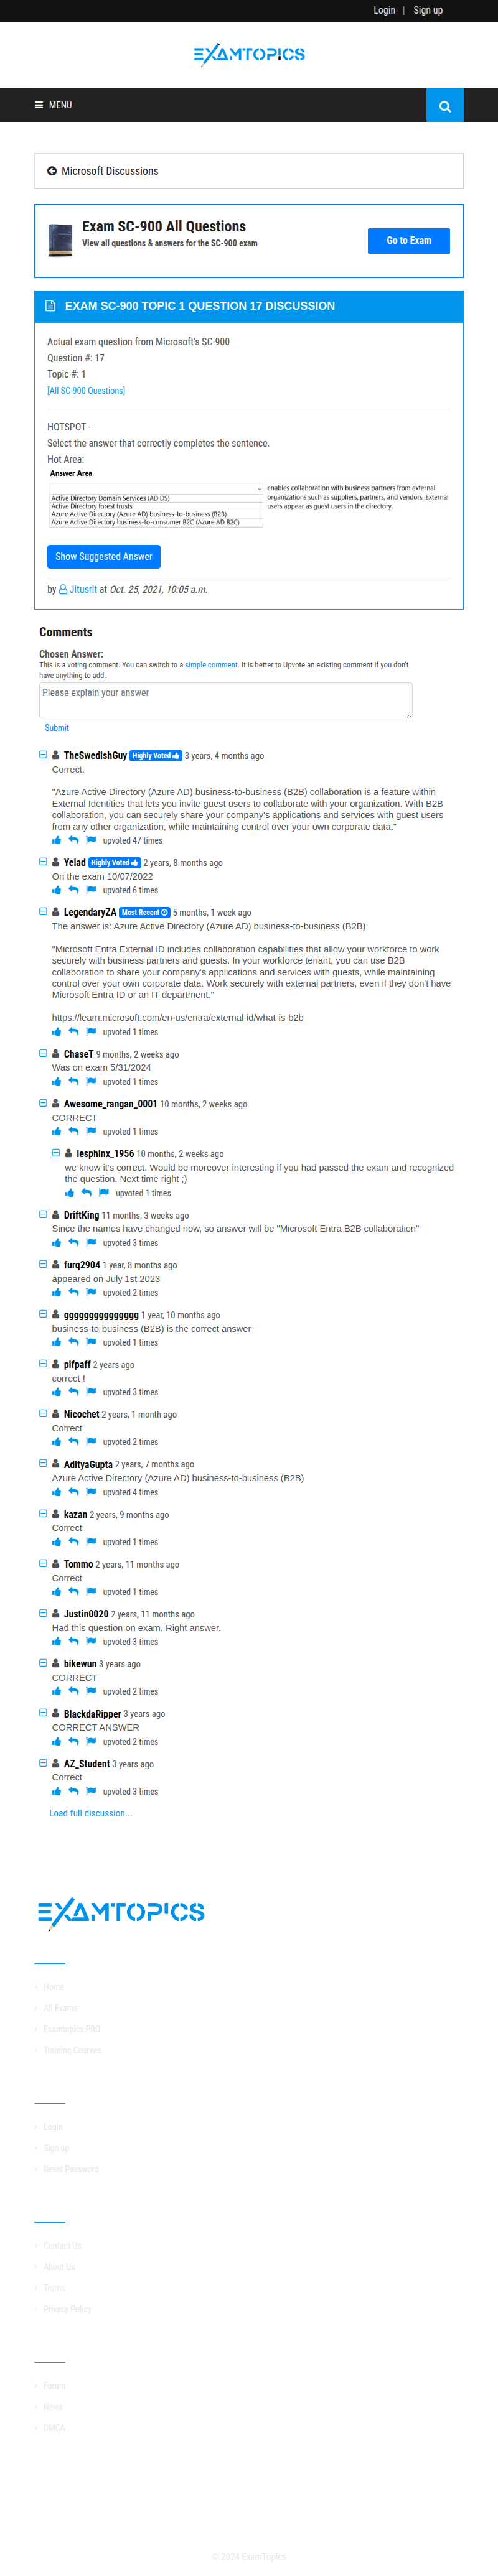 Login | Sign up
EXAMTOPICS
MENU
Microsoft Discussions
Exam SC-900 All Questions
View all questions & answers for the SC-900 exam
Go to Exam
EXAM SC-900 TOPIC 1 QUESTION 17 DISCUSSION
Actual exam question from Microsoft's SC-900
Question #: 17
Topic #: 1
[All SC-900 Questions]
HOTSPOT -
Select the answer that correctly completes the sentence.
Hot Area:
Answer Area
Active Directory Domain Services (AD DS)
Active Directory forest trusts
Azure Active Directory (Azure AD) business-to-business (B2B)
Azure Active Directory business-to-consumer B2C (Azure AD B2C)
enables collaboration with business partners from external
organizations such as suppliers, partners, and vendors. External
users appear as guest users in the directory.
Show Suggested Answer
by Jitusrit at Oct. 25, 2021, 10:05 a.m.
Comments
Chosen Answer:
This is a voting comment. You can switch to a simple comment. It is better to Upvote an existing comment if you don't
have anything to add.
Please explain your answer
Submit
TheSwedishGuy Highly Voted 3 years, 4 months ago
Correct.
"Azure Active Directory (Azure AD) business-to-business (B2B) collaboration is a feature within
External Identities that lets you invite guest users to collaborate with your organization. With B2B
collaboration, you can securely share your company's applications and services with guest users
from any other organization, while maintaining control over your own corporate data."
upvoted 47 times
Yelad Highly Voted 2 years, 8 months ago
On the exam 10/07/2022
upvoted 6 times
LegendaryZA Most Recent 5 months, 1 week ago
The answer is: Azure Active Directory (Azure AD) business-to-business (B2B)
"Microsoft Entra External ID includes collaboration capabilities that allow your workforce to work
securely with business partners and guests. In your workforce tenant, you can use B2B
collaboration to share your company's applications and services with guests, while maintaining
control over your own corporate data. Work securely with external partners, even if they don't have
Microsoft Entra ID or an IT department."
https://learn.microsoft.com/en-us/entra/external-id/what-is-b2b
upvoted 1 times
ChaseT 9 months, 2 weeks ago
Was on exam 5/31/2024
upvoted 1 times
Awesome_rangan_0001 10 months, 2 weeks ago
CORRECT
upvoted 1 times
lesphinx_1956 10 months, 2 weeks ago
we know it's correct. Would be moreover interesting if you had passed the exam and recognized
the question. Next time right ;)
upvoted 1 times
DriftKing 11 months, 3 weeks ago
Since the names have changed now, so answer will be "Microsoft Entra B2B collaboration"
upvoted 3 times
furq2904 1 year, 8 months ago
appeared on July 1st 2023
upvoted 2 times
ggggggggggggggg 1 year, 10 months ago
business-to-business (B2B) is the correct answer
upvoted 1 times
pifpaff 2 years ago
correct !
upvoted 3 times
Nicochet 2 years, 1 month ago
Correct
upvoted 2 times
AdityaGupta 2 years, 7 months ago
Azure Active Directory (Azure AD) business-to-business (B2B)
upvoted 4 times
kazan 2 years, 9 months ago
Correct
upvoted 1 times
Tommo 2 years, 11 months ago
Correct
upvoted 1 times
Justin0020 2 years, 11 months ago
Had this question on exam. Right answer.
upvoted 3 times
bikewun 3 years ago
CORRECT
upvoted 2 times
BlackdaRipper 3 years ago
CORRECT ANSWER
upvoted 2 times
AZ_Student 3 years ago
Correct
upvoted 3 times
Load full discussion...
EXAMTOPICS
Home
All Exams
Examtopics PRO
Training Courses
Login
Sign up
Reset Password
Contact Us
About Us
Terms
Privacy Policy
Forum
News
DMCA
© 2024 ExamTopics